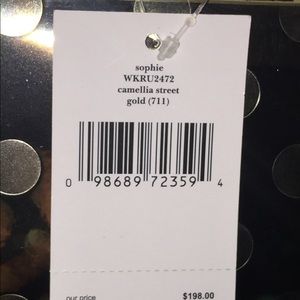 sophie
WKRU2472
camellia street
gold (711)
0 98689 72359 4
our price $198.00